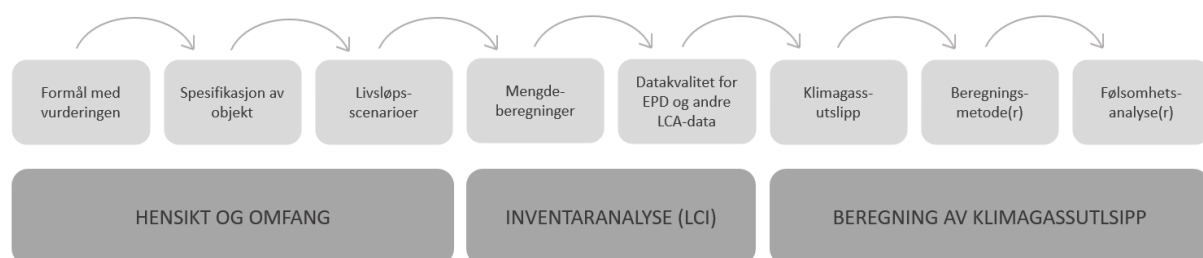 Formål med
vurderingen
Spesifikasjon av
objekt
Livsløps-
scenarioer
Mengde-
beregninger
Datakvalitet for
EPD og andre
LCA-data
Klimagass-
utslipp
Beregnings-
metode(r)
Følsomhets-
analyse(r)
HENSIKT OG OMFANG
INVENTARANALYSE (LCI)
BEREGNING AV KLIMAGASSUTLSIPP